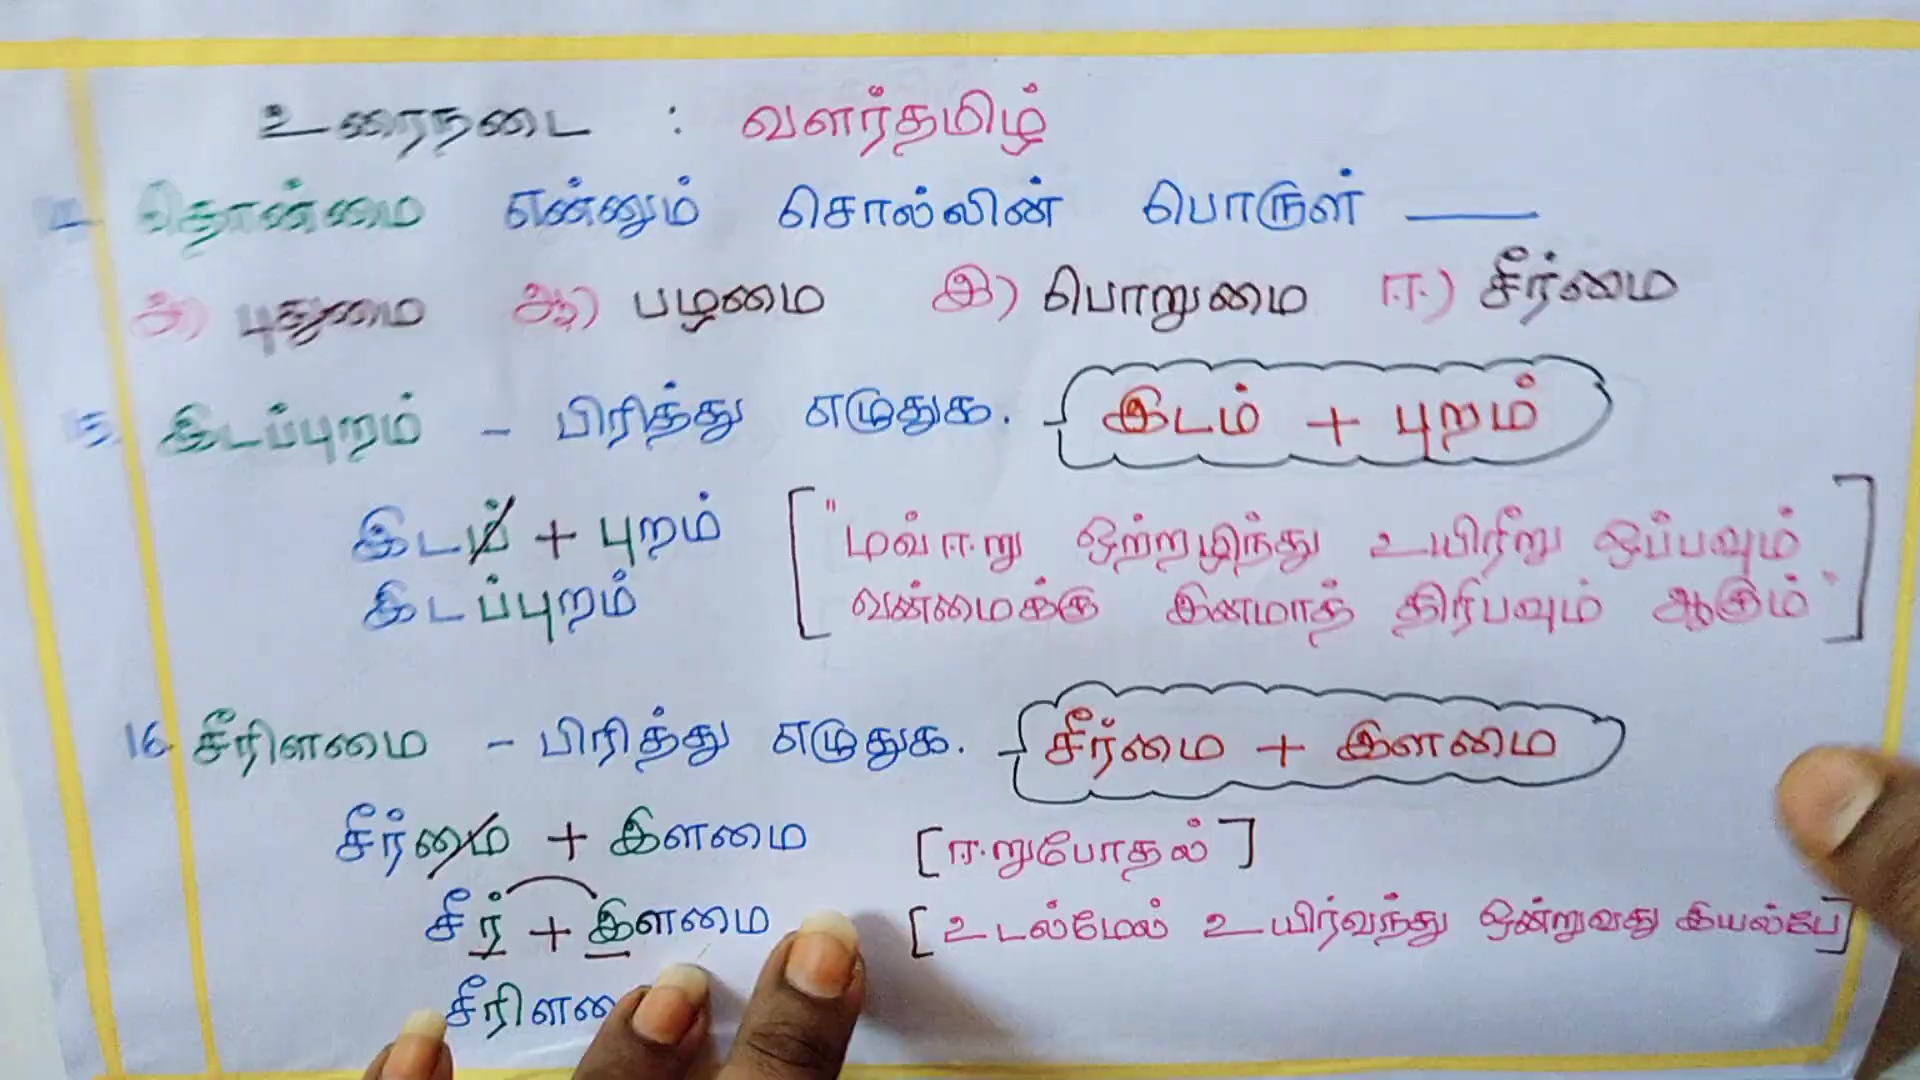 உரைநடை : வளர்தமிழ்
தொன்மை என்னும் சொல்லின் பொருள் ———
அ) புதுமை ஆ) பழமை இ) பொறுமை ஈ) சீர்மை
15. இடப்புறம் - பிரித்து எழுதுக. இடம் + புறம்
இடம் + புறம் ["மவ்ஈறு ஒற்றழிந்து உயிரீறு ஒப்பவும்
இடப்புறம் வன்மைக்கு இனமாத் திரிபவும் ஆகும்"]
16. சீரிளமை - பிரித்து எழுதுக. சீர்மை + இளமை
சீர்மை + இளமை [ஈறுபோதல்]
சீர் + இளமை [உடல்மேல் உயிர்வந்து ஒன்றுவது இயல்பே]